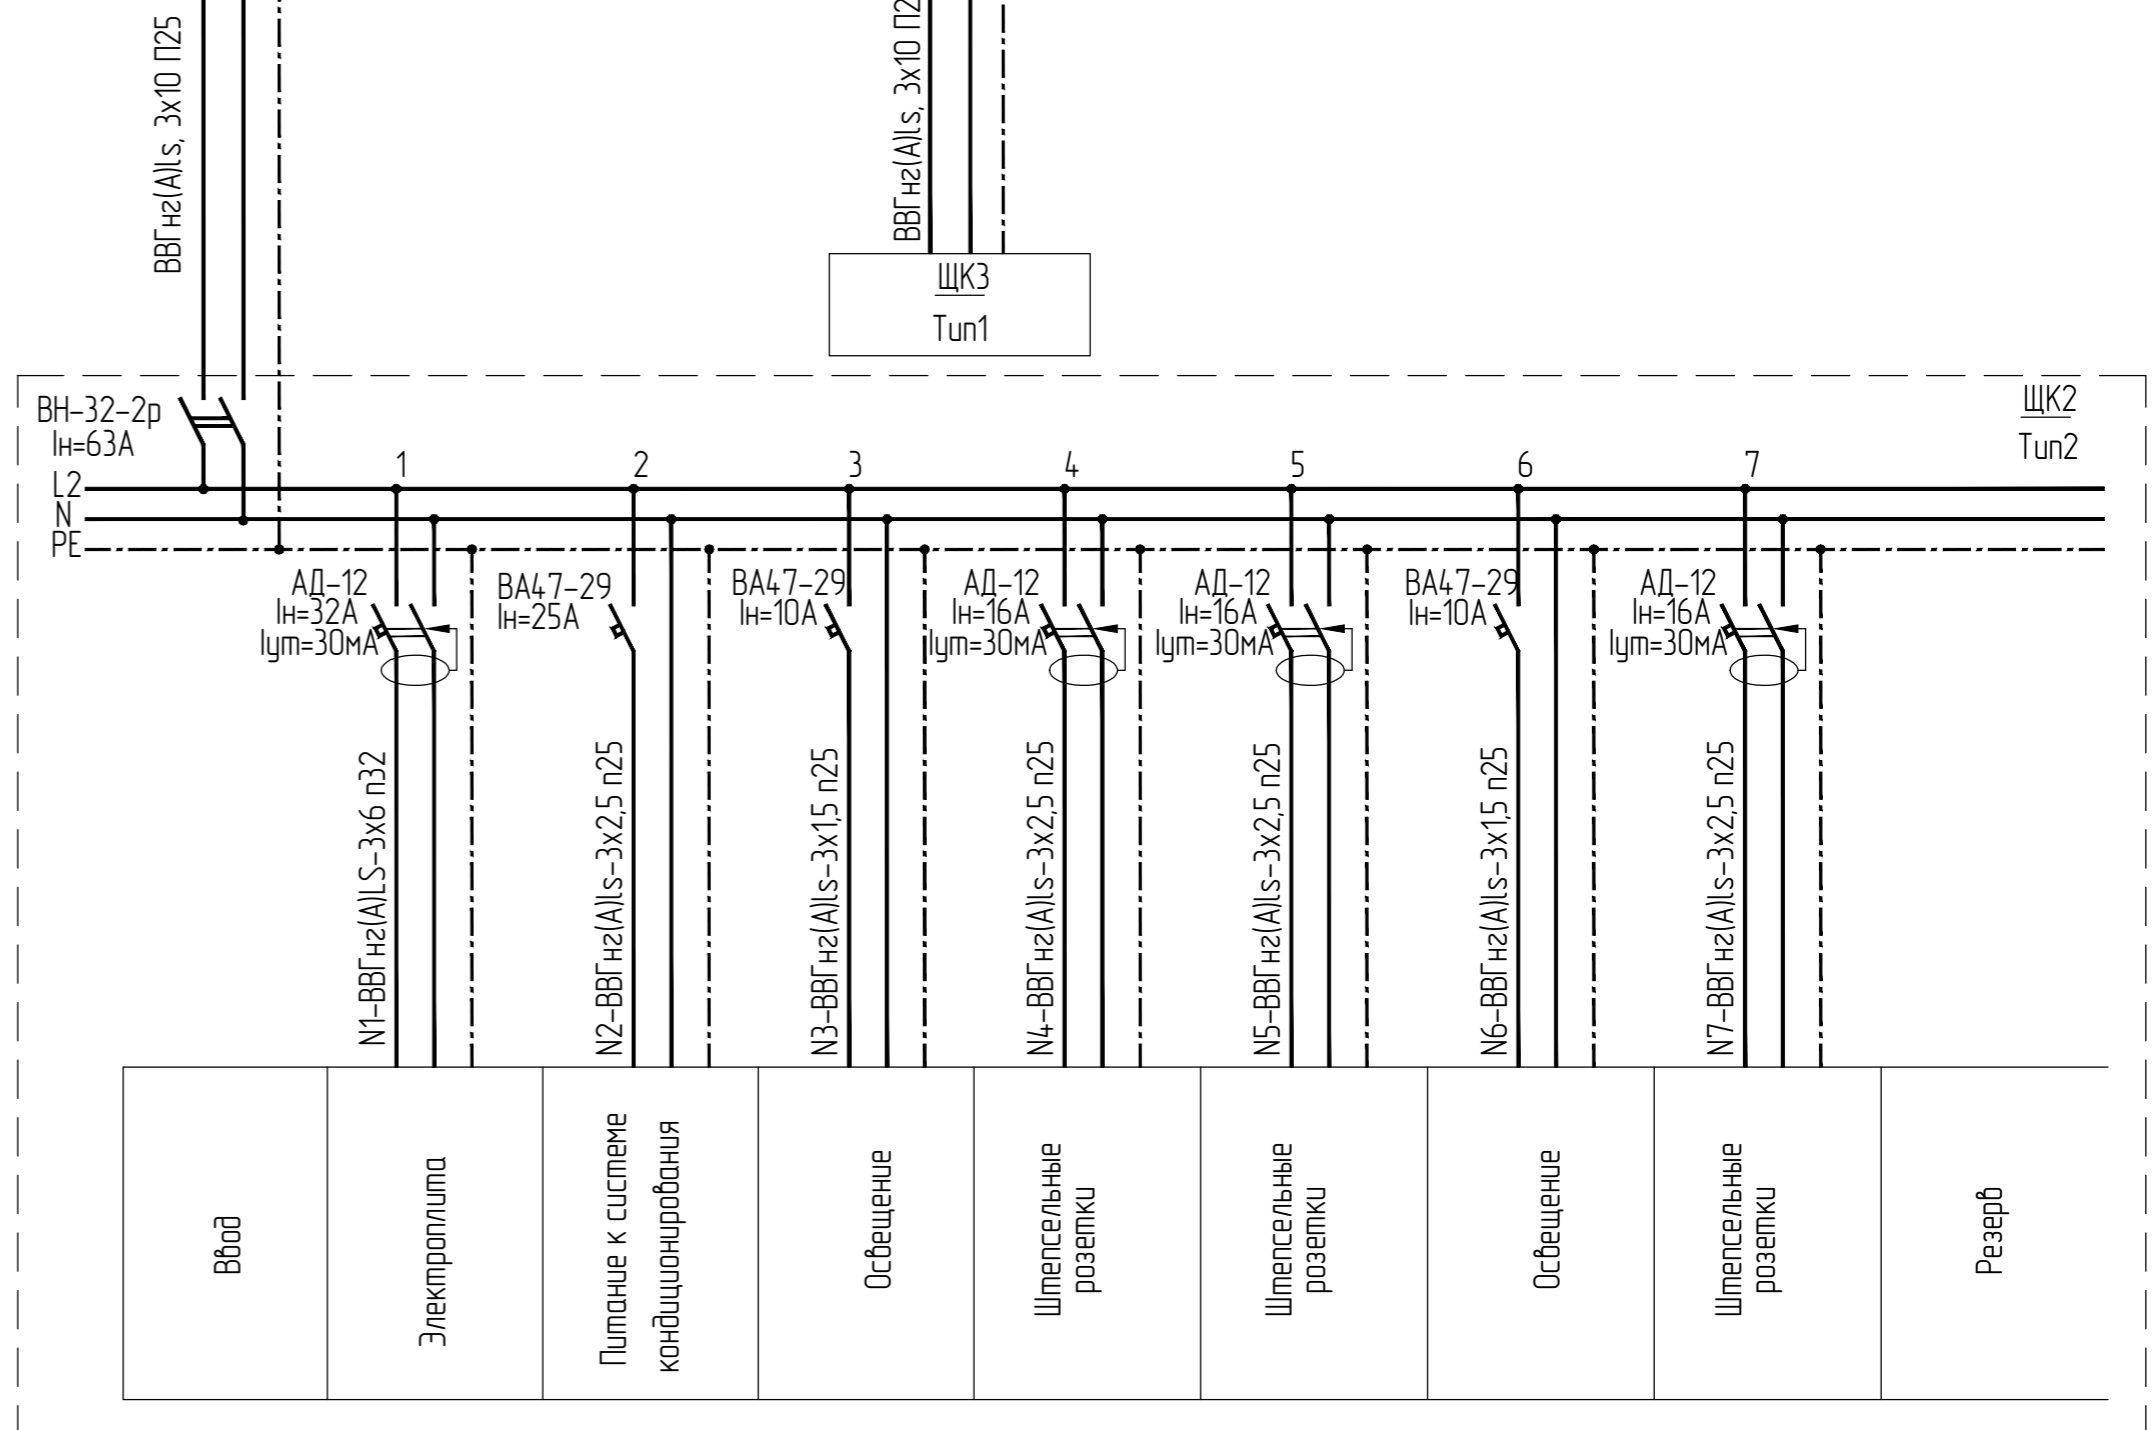 ВВГнг(А)ls, 3х10 П25
ВВГнг(А)ls, 3х10 П2
ЩК3
Тип1
ЩК2
Тип2
ВН-32-2р
Iн=63А
L2
N
PE
1
2
3
4
5
6
7
АД-12
Iн=32А
Iут=30мА
ВА47-29
Iн=25А
ВА47-29
Iн=10А
АД-12
Iн=16А
Iут=30мА
АД-12
Iн=16А
Iут=30мА
ВА47-29
Iн=10А
АД-12
Iн=16А
Iут=30мА
N1-ВВГнг(А)LS-3х6 п32
N2-ВВГнг(А)ls-3х2,5 п25
N3-ВВГнг(А)ls-3х1,5 п25
N4-ВВГнг(А)ls-3х2,5 п25
N5-ВВГнг(А)ls-3х2,5 п25
N6-ВВГнг(А)ls-3х1,5 п25
N7-ВВГнг(А)ls-3х2,5 п25
Ввод
Электроплита
Питание к системе
кондиционирования
Освещение
Штепсельные
розетки
Штепсельные
розетки
Освещение
Штепсельные
розетки
Резерв